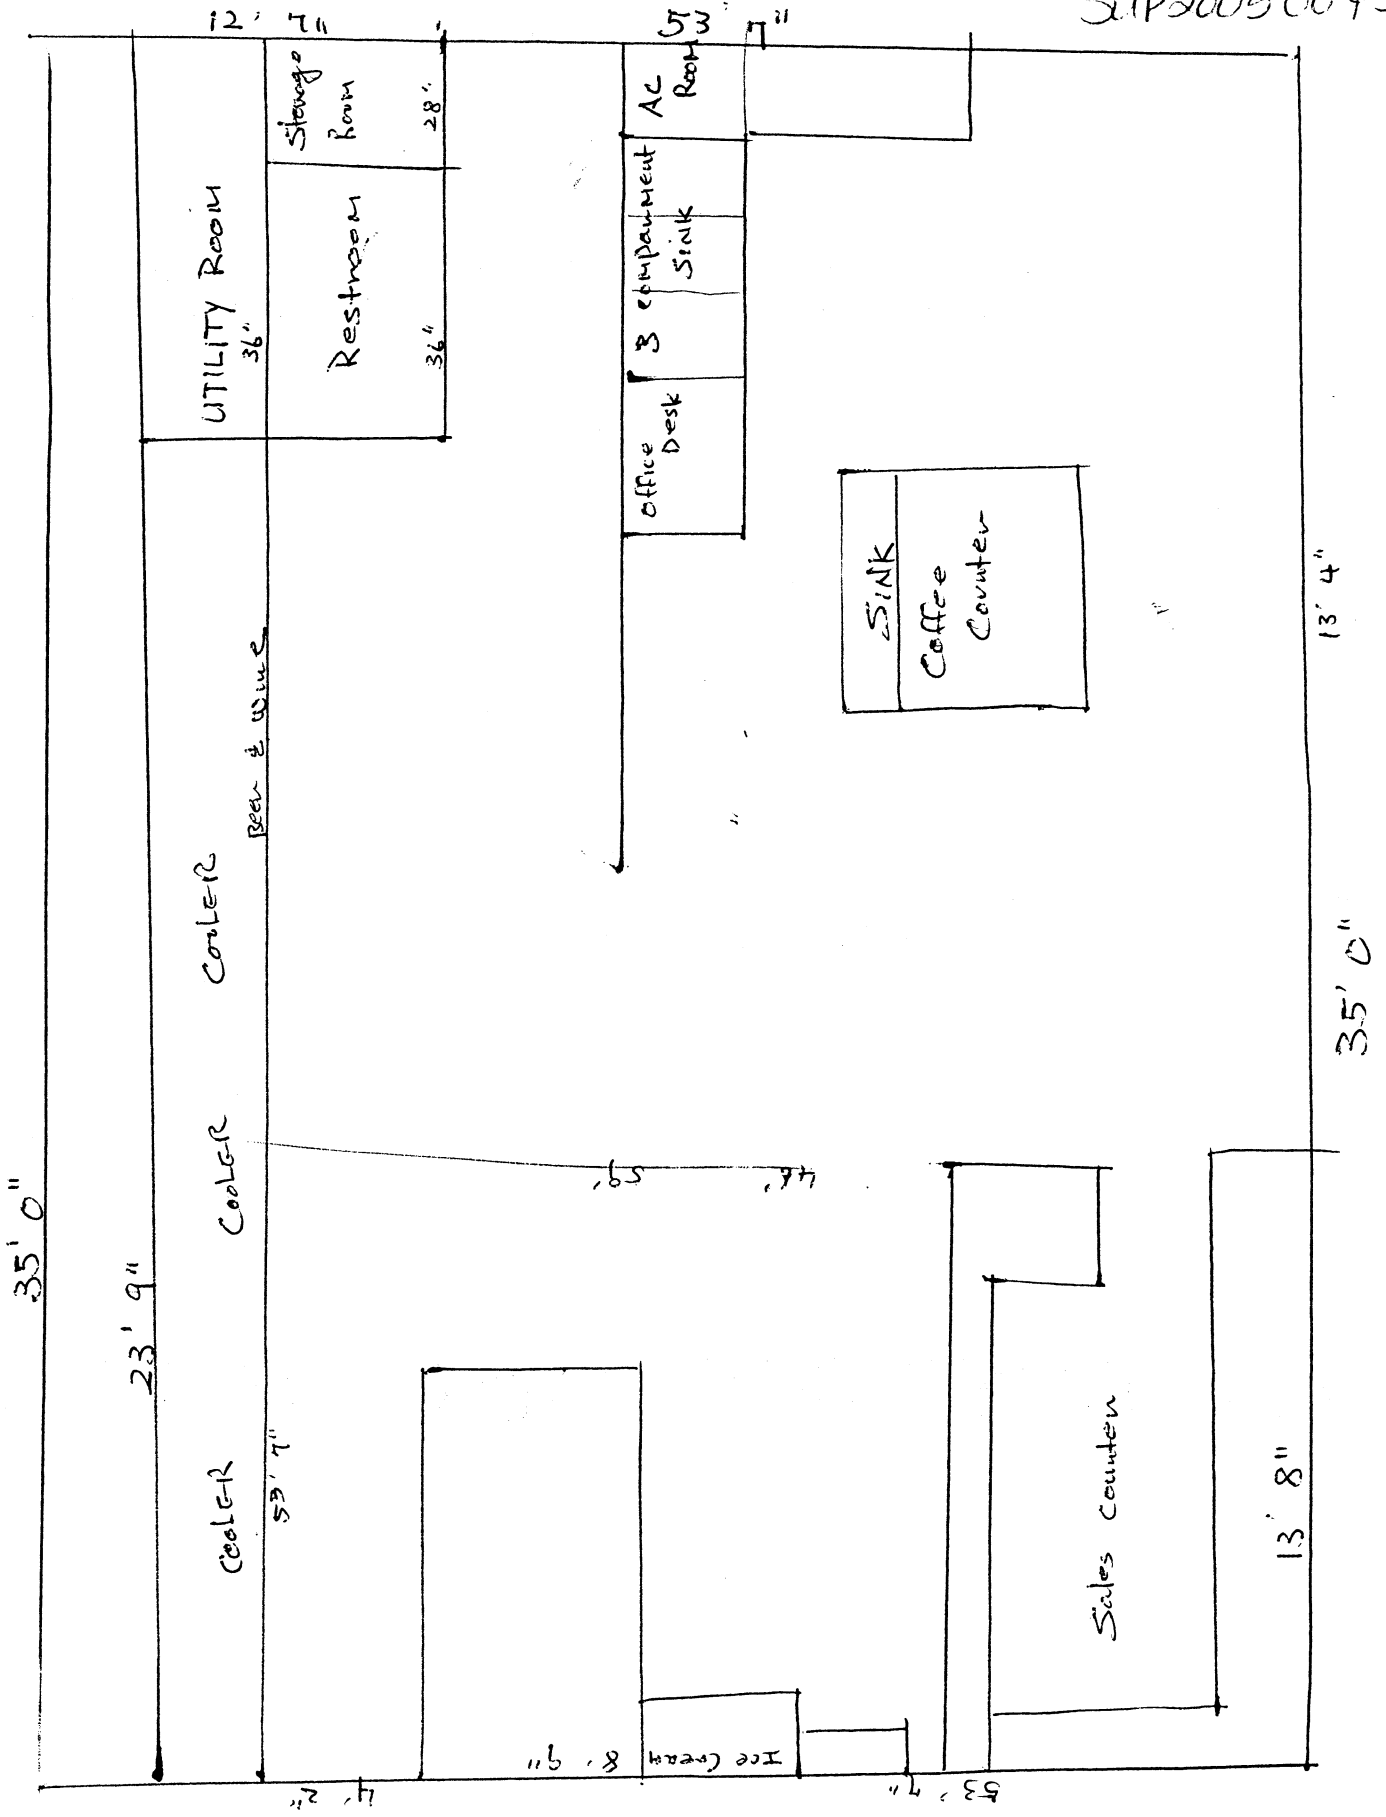 12' 7"
53' 7"
Storage
Room
28"
UTILITY ROOM
36"
Restroom
36"
AC
Room
3 compartment
Sink
office
Desk
SINK
Coffee
Counter
13' 4"
Beer & Wine
COOLER
COOLER
COOLER
35' 0"
23' 9"
53' 7"
59'
35' 0"
Sales Counter
13' 8"
4' 2"
8' 9"
Ice Cream
53' 7"